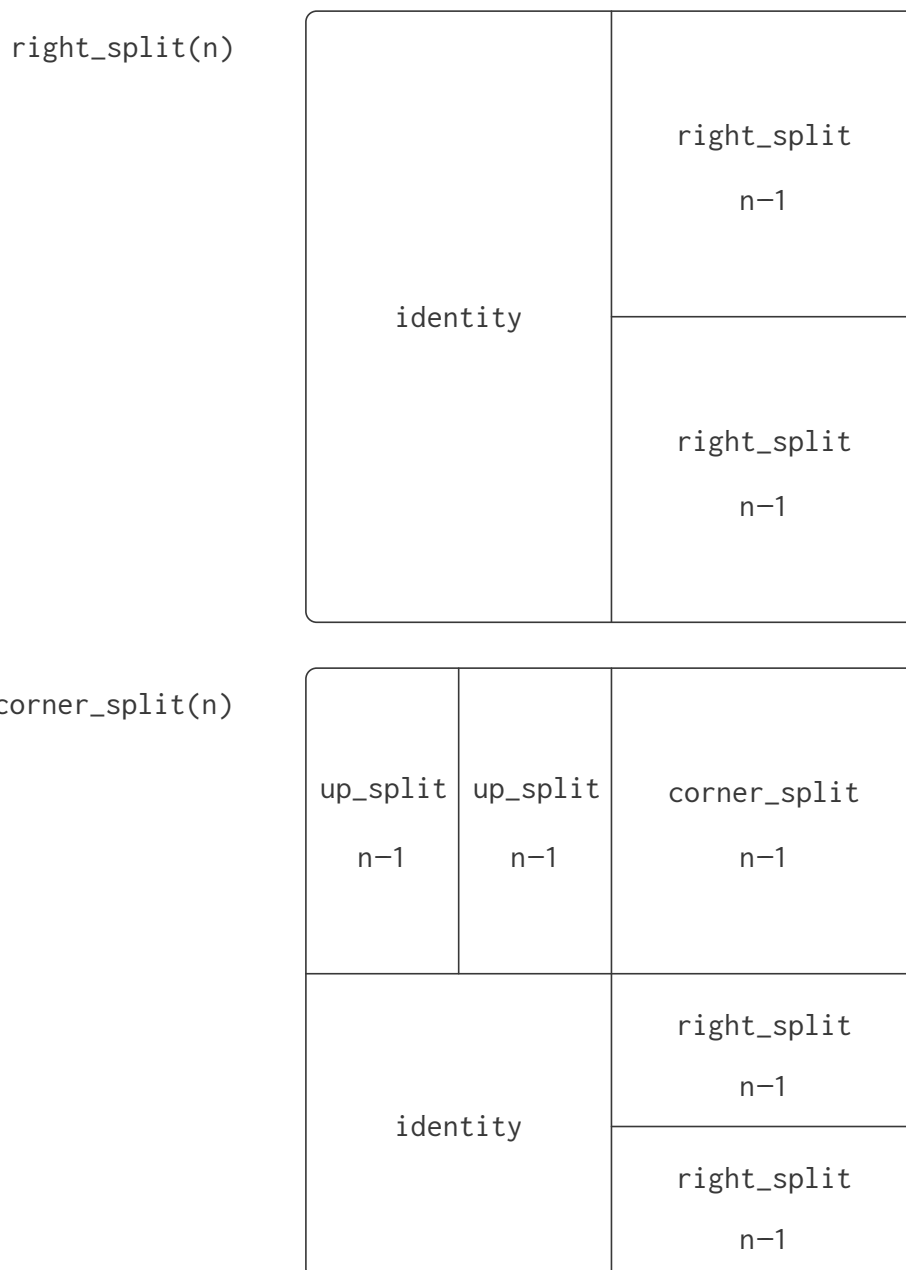 right_split(n)
right_split
n−1
identity
right_split
n−1
corner_split(n)
up_split up_split corner_split
n−1 n−1 n−1
right_split
n−1
identity
right_split
n−1